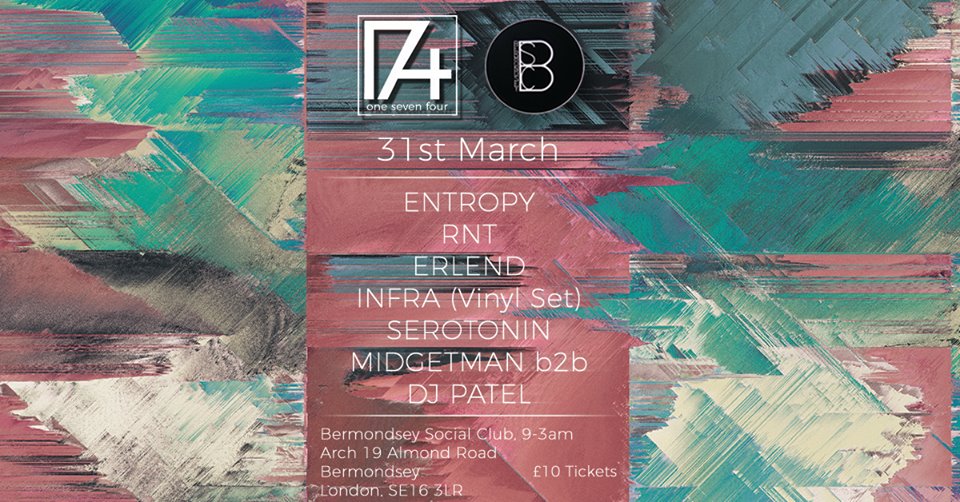 174
one seven four
31st March
ENTROPY
RNT
ERLEND
INFRA (Vinyl Set)
SEROTONIN
MIDGETMAN b2b
DJ PATEL
Bermondsey Social Club, 9-3am
Arch 19 Almond Road
Bermondsey £10 Tickets
London, SE16 3LR